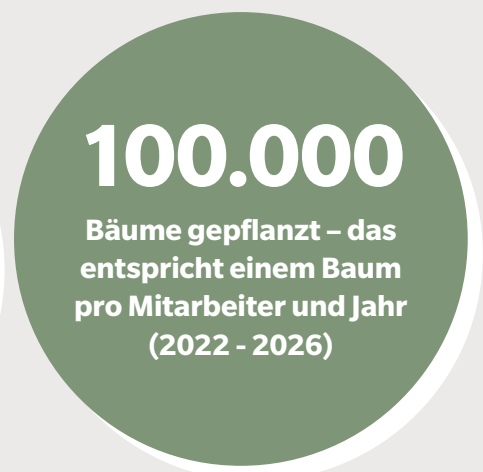 100.000
Bäume gepflanzt – das
entspricht einem Baum
pro Mitarbeiter und Jahr
(2022 - 2026)